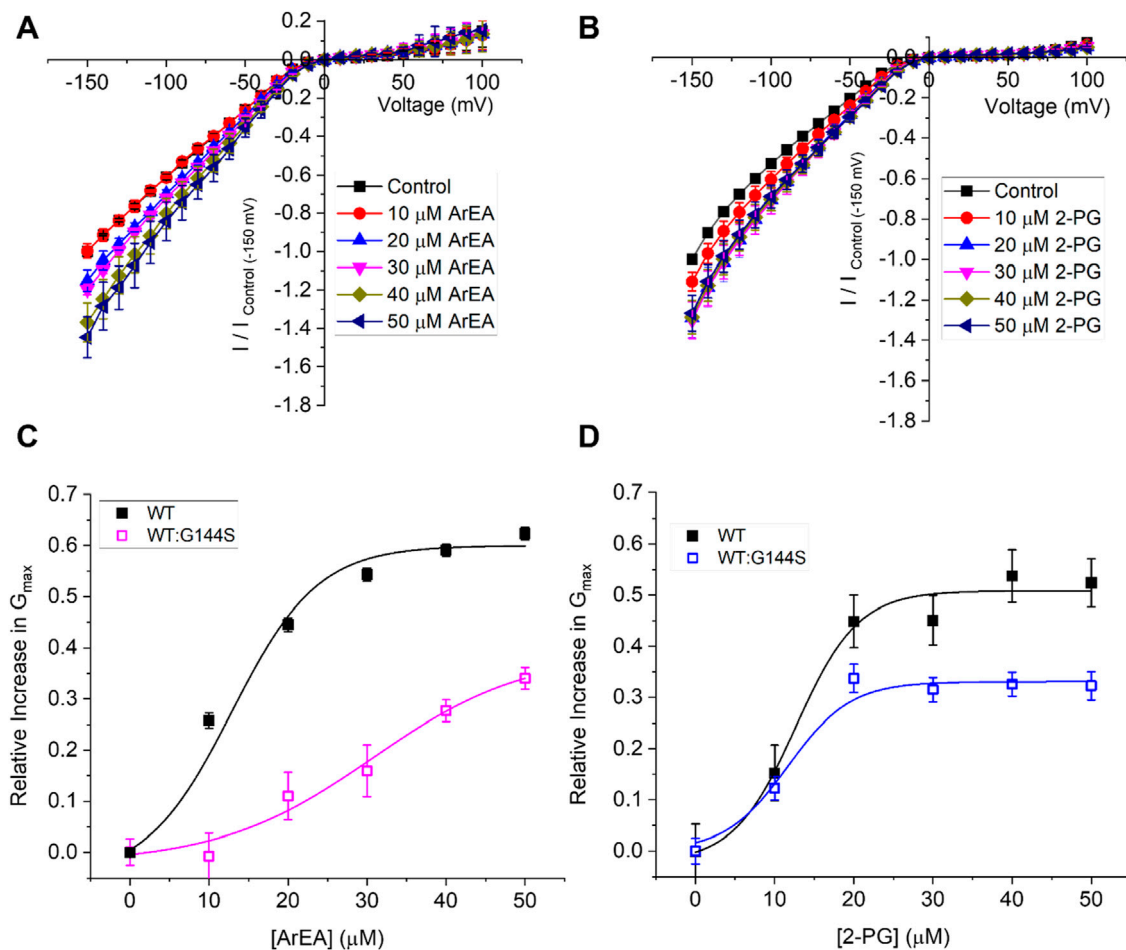 A
0.2
0.0
-150 -100 -50 0 50 100
Voltage (mV)
-0.2
-0.4
-0.6
-0.8
-1.0
-1.2
-1.4
-1.6
-1.8
I / I Control (-150 mV)
Control
10 μM ArEA
20 μM ArEA
30 μM ArEA
40 μM ArEA
50 μM ArEA
B
0.2
0.0
-150 -100 -50 0 50 100
Voltage (mV)
-0.2
-0.4
-0.6
-0.8
-1.0
-1.2
-1.4
-1.6
-1.8
I / I Control (-150 mV)
Control
10 μM 2-PG
20 μM 2-PG
30 μM 2-PG
40 μM 2-PG
50 μM 2-PG
C
WT
WT:G144S
0.7
0.6
0.5
0.4
0.3
0.2
0.1
0.0
Relative Increase in Gmax
0 10 20 30 40 50
[ArEA] (μM)
D
WT
WT:G144S
0.7
0.6
0.5
0.4
0.3
0.2
0.1
0.0
Relative Increase in Gmax
0 10 20 30 40 50
[2-PG] (μM)